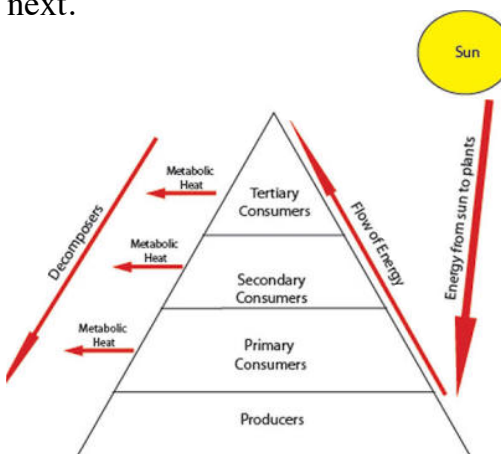 next.
Sun
Metabolic
Heat
Tertiary
Consumers
Metabolic
Heat
Secondary
Consumers
Metabolic
Heat
Primary
Consumers
Producers
Decomposers
Flow of Energy
Energy from sun to plants